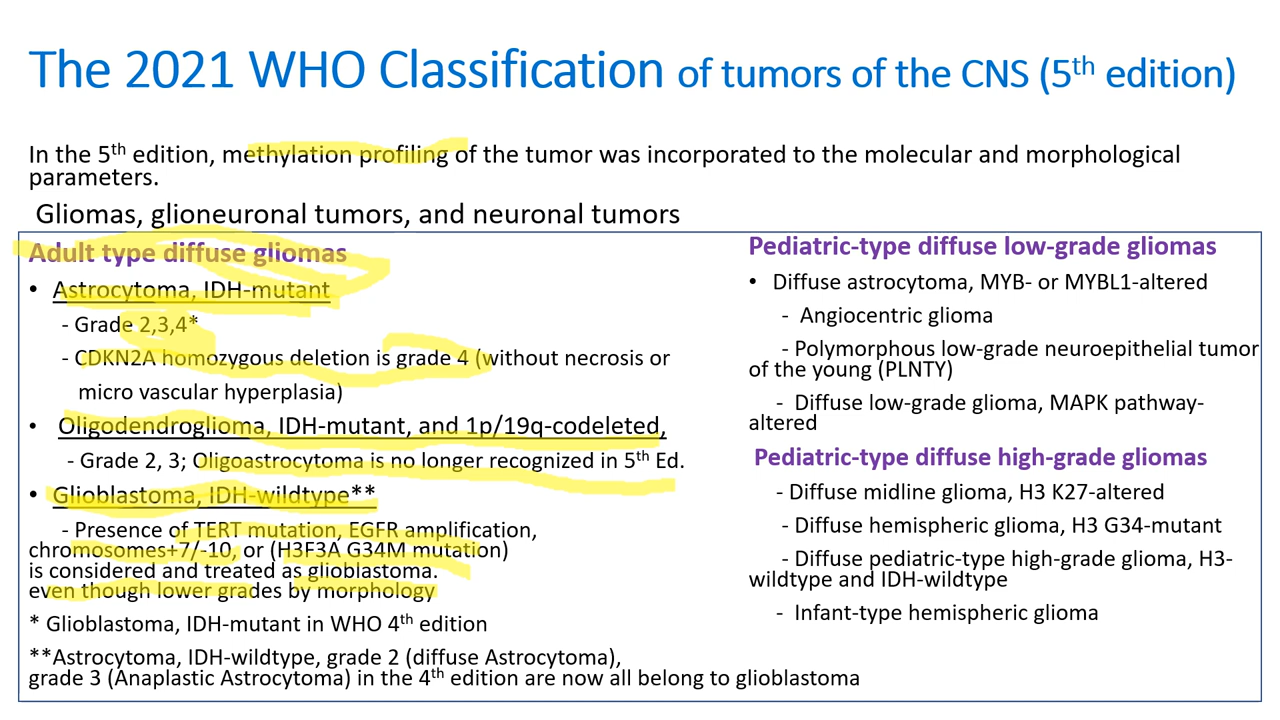 The 2021 WHO Classification of tumors of the CNS (5th edition)
In the 5th edition, methylation profiling of the tumor was incorporated to the molecular and morphological
parameters.
Gliomas, glioneuronal tumors, and neuronal tumors
Adult type diffuse gliomas
• Astrocytoma, IDH-mutant
- Grade 2,3,4*
- CDKN2A homozygous deletion is grade 4 (without necrosis or
micro vascular hyperplasia)
• Oligodendroglioma, IDH-mutant, and 1p/19q-codeleted,
- Grade 2, 3; Oligoastrocytoma is no longer recognized in 5th Ed.
• Glioblastoma, IDH-wildtype**
- Presence of TERT mutation, EGFR amplification,
chromosomes+7/-10, or (H3F3A G34M mutation)
is considered and treated as glioblastoma.
even though lower grades by morphology
* Glioblastoma, IDH-mutant in WHO 4th edition
**Astrocytoma, IDH-wildtype, grade 2 (diffuse Astrocytoma),
grade 3 (Anaplastic Astrocytoma) in the 4th edition are now all belong to glioblastoma
Pediatric-type diffuse low-grade gliomas
• Diffuse astrocytoma, MYB- or MYBL1-altered
- Angiocentric glioma
- Polymorphous low-grade neuroepithelial tumor
of the young (PLNTY)
- Diffuse low-grade glioma, MAPK pathway-
altered
Pediatric-type diffuse high-grade gliomas
- Diffuse midline glioma, H3 K27-altered
- Diffuse hemispheric glioma, H3 G34-mutant
- Diffuse pediatric-type high-grade glioma, H3-
wildtype and IDH-wildtype
- Infant-type hemispheric glioma